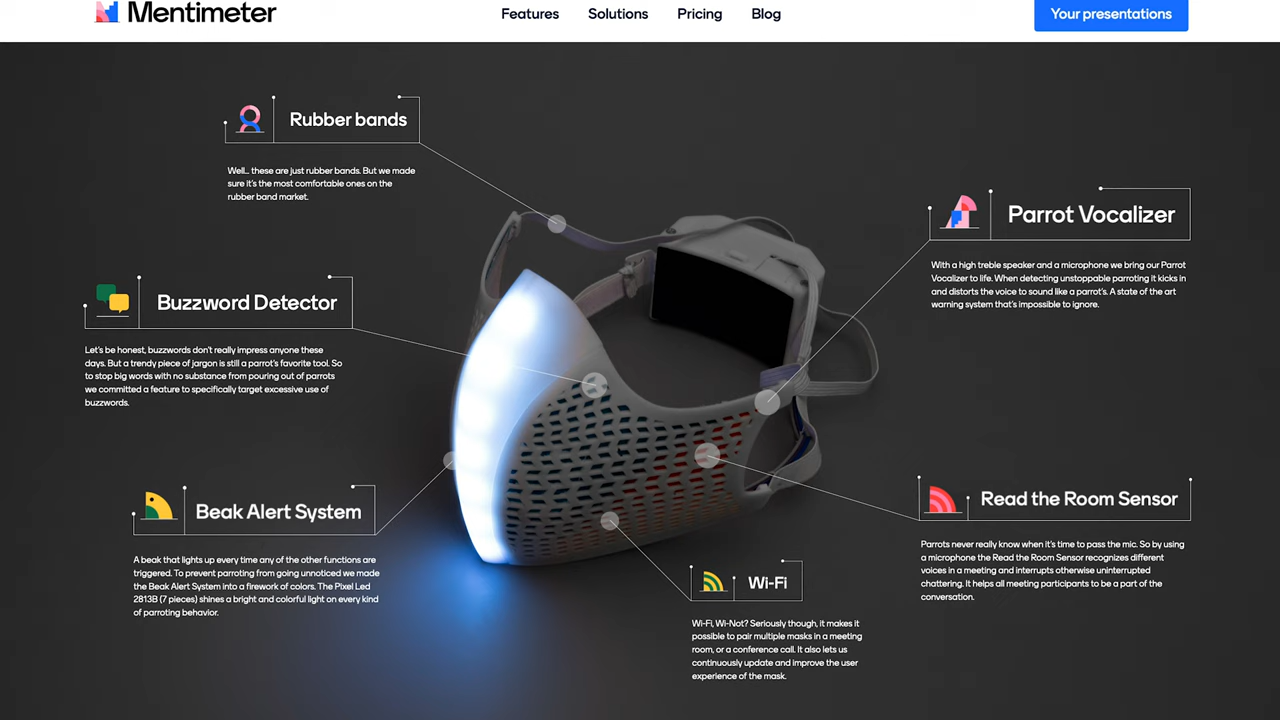 Mentimeter
Features Solutions Pricing Blog
Your presentations
Rubber bands
Well... these are just rubber bands. But we made
sure it's the most comfortable ones on the
rubber band market.
Parrot Vocalizer
With a high treble speaker and a microphone we bring our Parrot
Vocalizer to life. When detecting unstoppable parroting it kicks in
and distorts the voice to sound like a parrot's. A state of the art
warning system that's impossible to ignore.
Buzzword Detector
Let's be honest, buzzwords don't really impress anyone these
days. But a trendy piece of jargon is still a parrot's favorite tool. So
to stop big words with no substance from pouring out of parrots
we committed a feature to specifically target excessive use of
buzzwords.
Beak Alert System
A beak that lights up every time any of the other functions are
triggered. To prevent parroting from going unnoticed we made
the Beak Alert System into a firework of colors. The Pixel Led
2813B (7 pieces) shines a bright and colorful light on every kind
of parroting behavior.
Read the Room Sensor
Parrots never really know when it's time to pass the mic. So by using
a microphone the Read the Room Sensor recognizes different
voices in a meeting and interrupts otherwise uninterrupted
chattering. It helps all meeting participants to be a part of the
conversation.
Wi-Fi
Wi-Fi, Wi-Not? Seriously though, it makes it
possible to pair multiple masks in a meeting
room, or a conference call. It also lets us
continuously update and improve the user
experience of the mask.